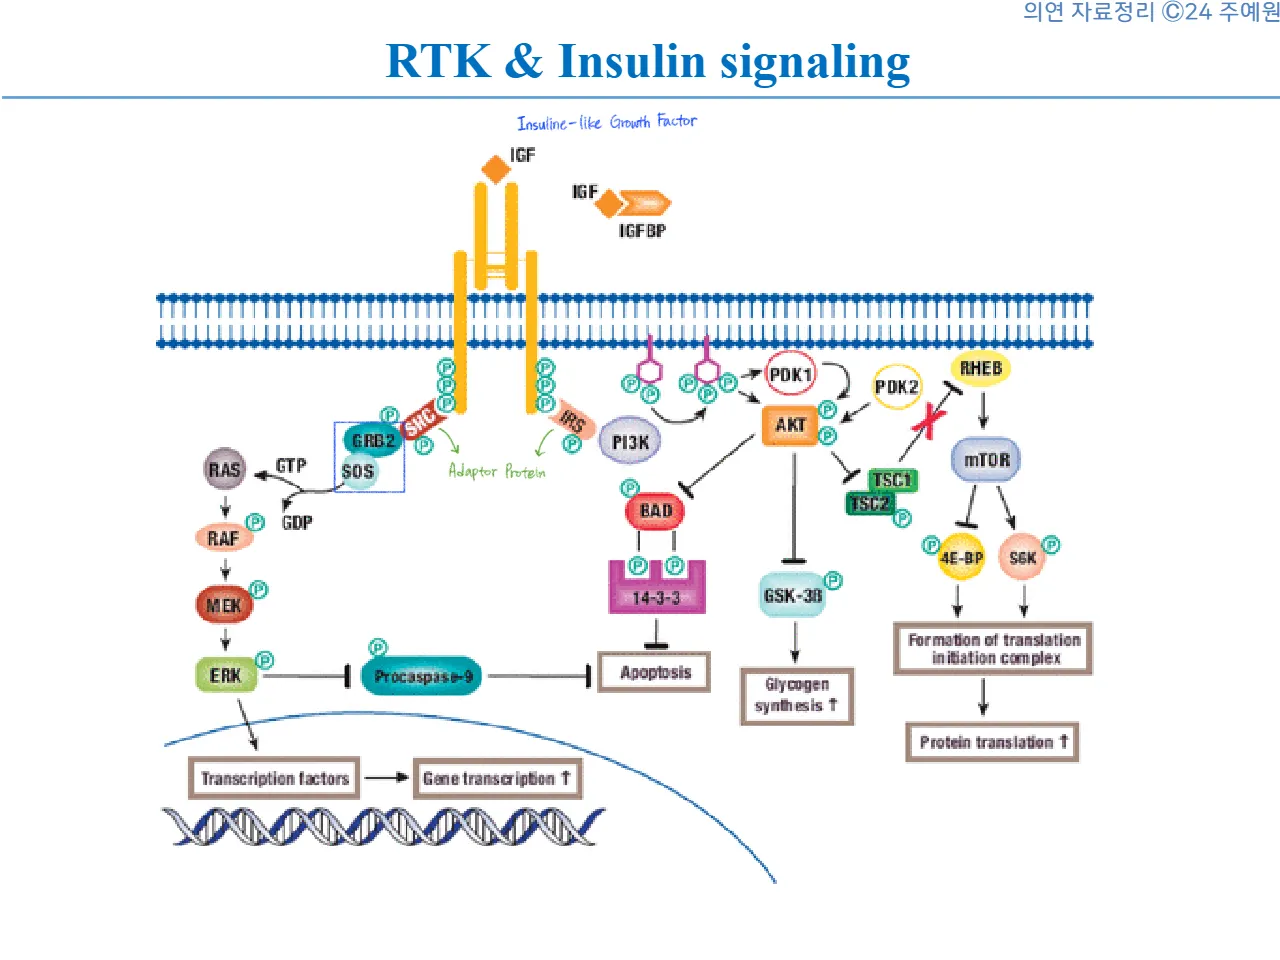 의연 자료정리 ©24 주예원
RTK & Insulin signaling
Insuline-like Growth Factor
IGF
IGF
IGFBP
P
P
P
P
SHC
P
GRB2
SOS
P
P
P
IRS
P
Adaptor Protein
PI3K
P
P
P
P
P
PDK1
PDK2
AKT
P
P
RHEB
mTOR
TSC1
TSC2
P
RAS
GTP
GDP
RAF
P
MEK
P
ERK
P
P
Procaspase-9
P
BAD
P
P
14-3-3
Apoptosis
GSK-3B
P
Glycogen
synthesis ↑
P
4E-BP
S6K
P
Formation of translation
initiation complex
Protein translation ↑
Transcription factors
Gene transcription ↑